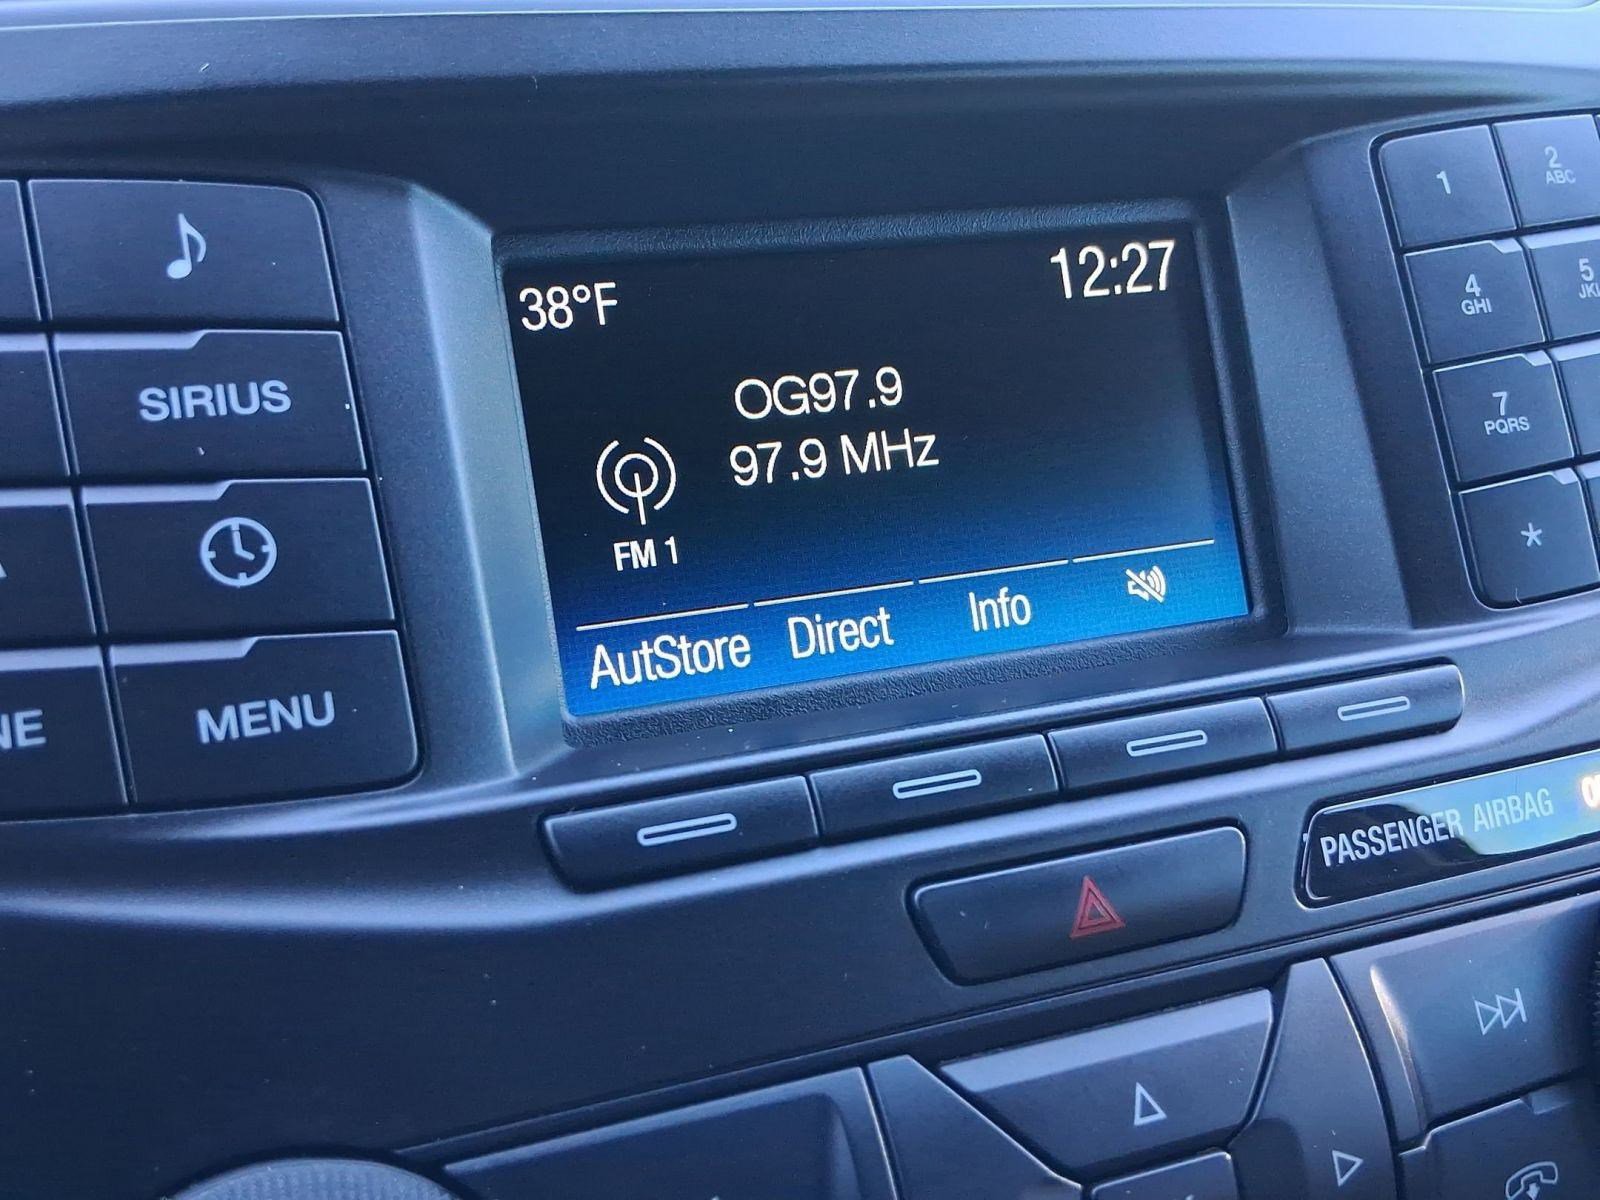 38°F
12:27
OG97.9
97.9 MHz
FM 1
AutStore
Direct
Info
SIRIUS
MENU
1
2
ABC
4
GHI
5
7
PQRS
*
PASSENGER AIRBAG